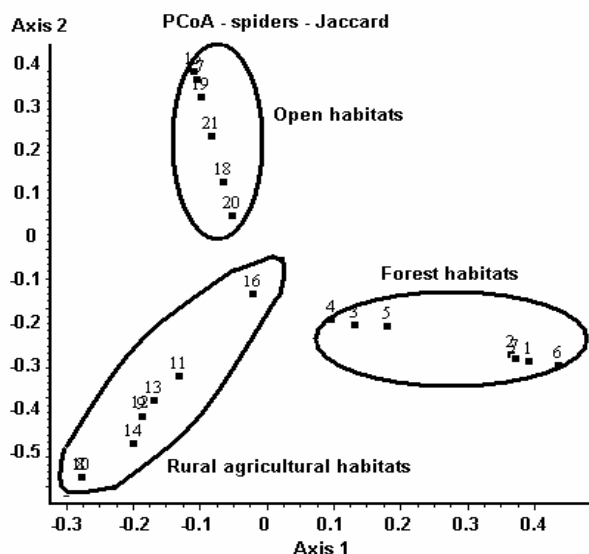 PCoA - spiders - Jaccard
Axis 2
0.4
0.3
0.2
0.1
0
-0.1
-0.2
-0.3
-0.4
-0.5
19
21
18
20
Open habitats
16
11
13
14
Rural agricultural habitats
Forest habitats
4 3 5
2 7 1 6
-0.3 -0.2 -0.1 0 0.1 0.2 0.3 0.4
Axis 1